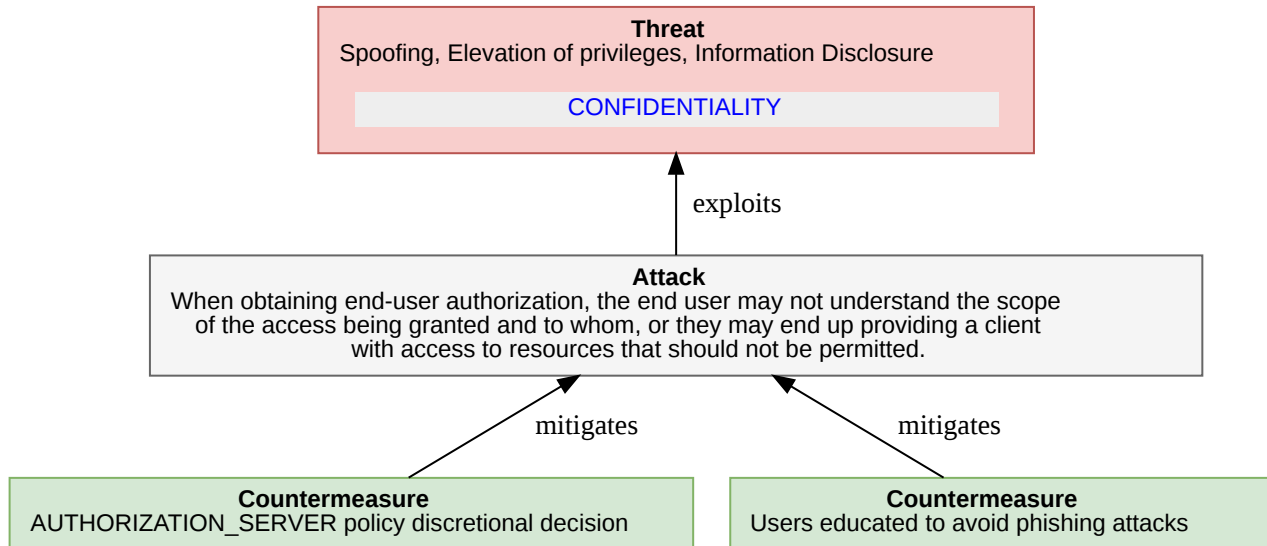 Threat
Spoofing, Elevation of privileges, Information Disclosure
CONFIDENTIALITY
exploits
Attack
When obtaining end-user authorization, the end user may not understand the scope
of the access being granted and to whom, or they may end up providing a client
with access to resources that should not be permitted.
mitigates
mitigates
Countermeasure
AUTHORIZATION_SERVER policy discretional decision
Countermeasure
Users educated to avoid phishing attacks